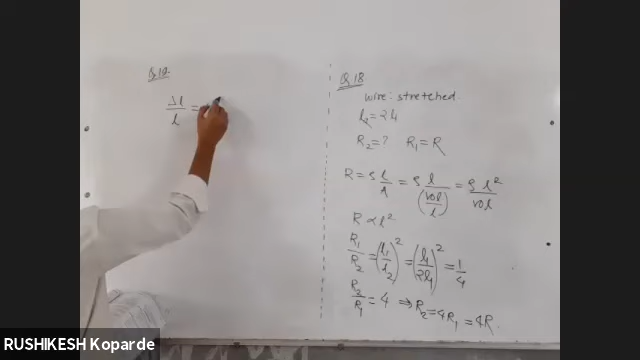 Q.19.
Δl/l =
Q.18
wire: stretched.
l₂ = 2l₁
R₂ = ? R₁ = R
R = ρ l/A = ρ l/(vol/l) = ρ l²/vol
R ∝ l²
R₁/R₂ = (l₁/l₂)² = (l₁/2l₁)² = 1/4
R₂/R₁ = 4 ⇒ R₂ = 4R₁ = 4R.
RUSHIKESH Koparde